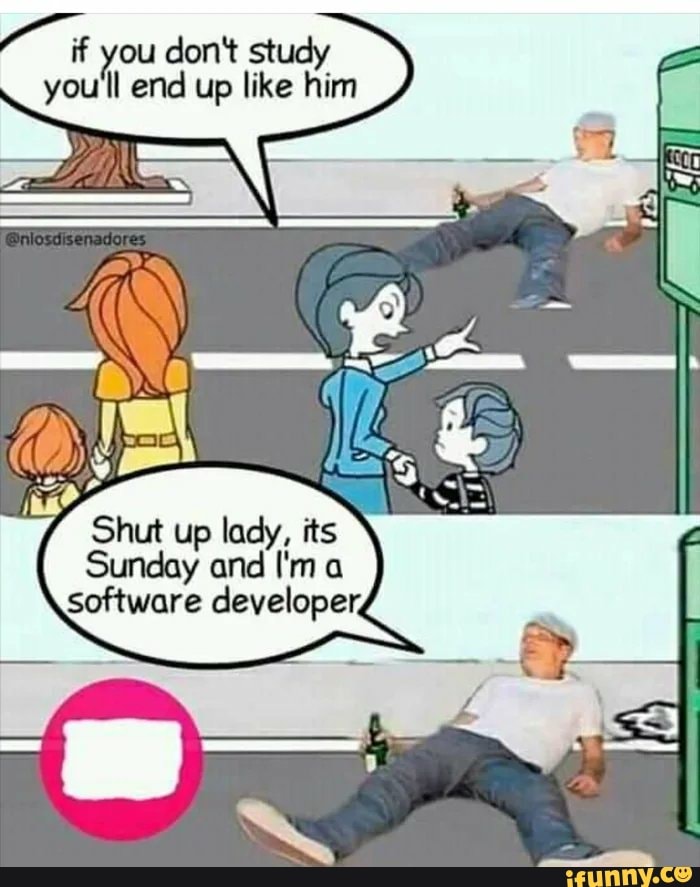 if you don't study
you'll end up like him
@nlosdisenadores
Shut up lady, its
Sunday and I'm a
software developer
ifunny.co